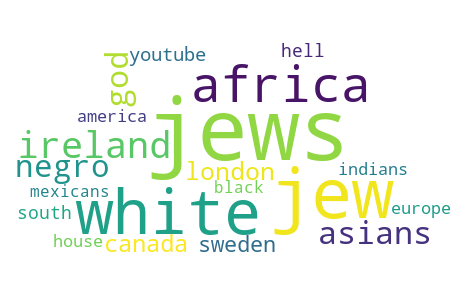 youtube
hell
god
africa
america
jews
ireland
negro
london
indians
mexicans
black
white
jew
south
europe
house
canada
sweden
asians